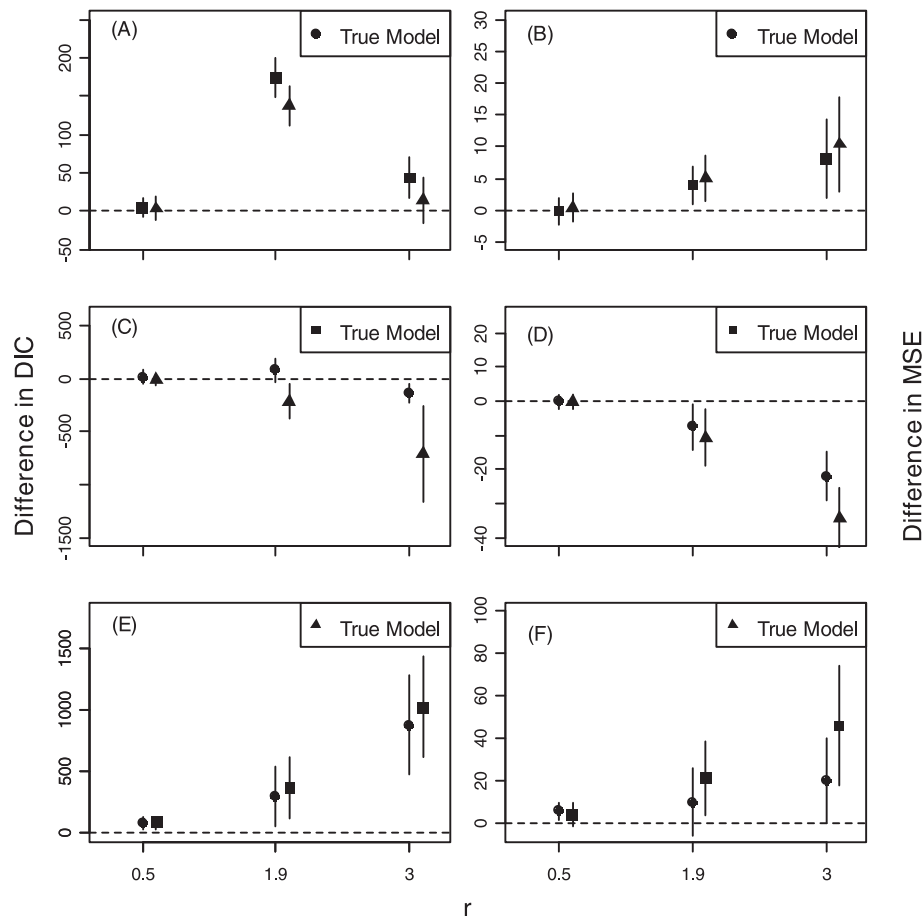 (A)
● True Model
200
150
100
50
0
-50
(B)
● True Model
30
25
20
15
10
5
0
-5
(C)
■ True Model
500
0
-500
-1500
(D)
■ True Model
20
10
0
-20
-40
(E)
▲ True Model
1500
1000
500
0
0.5
1.9
3
(F)
▲ True Model
100
80
60
40
20
0
0.5
1.9
3
Difference in DIC
Difference in MSE
r